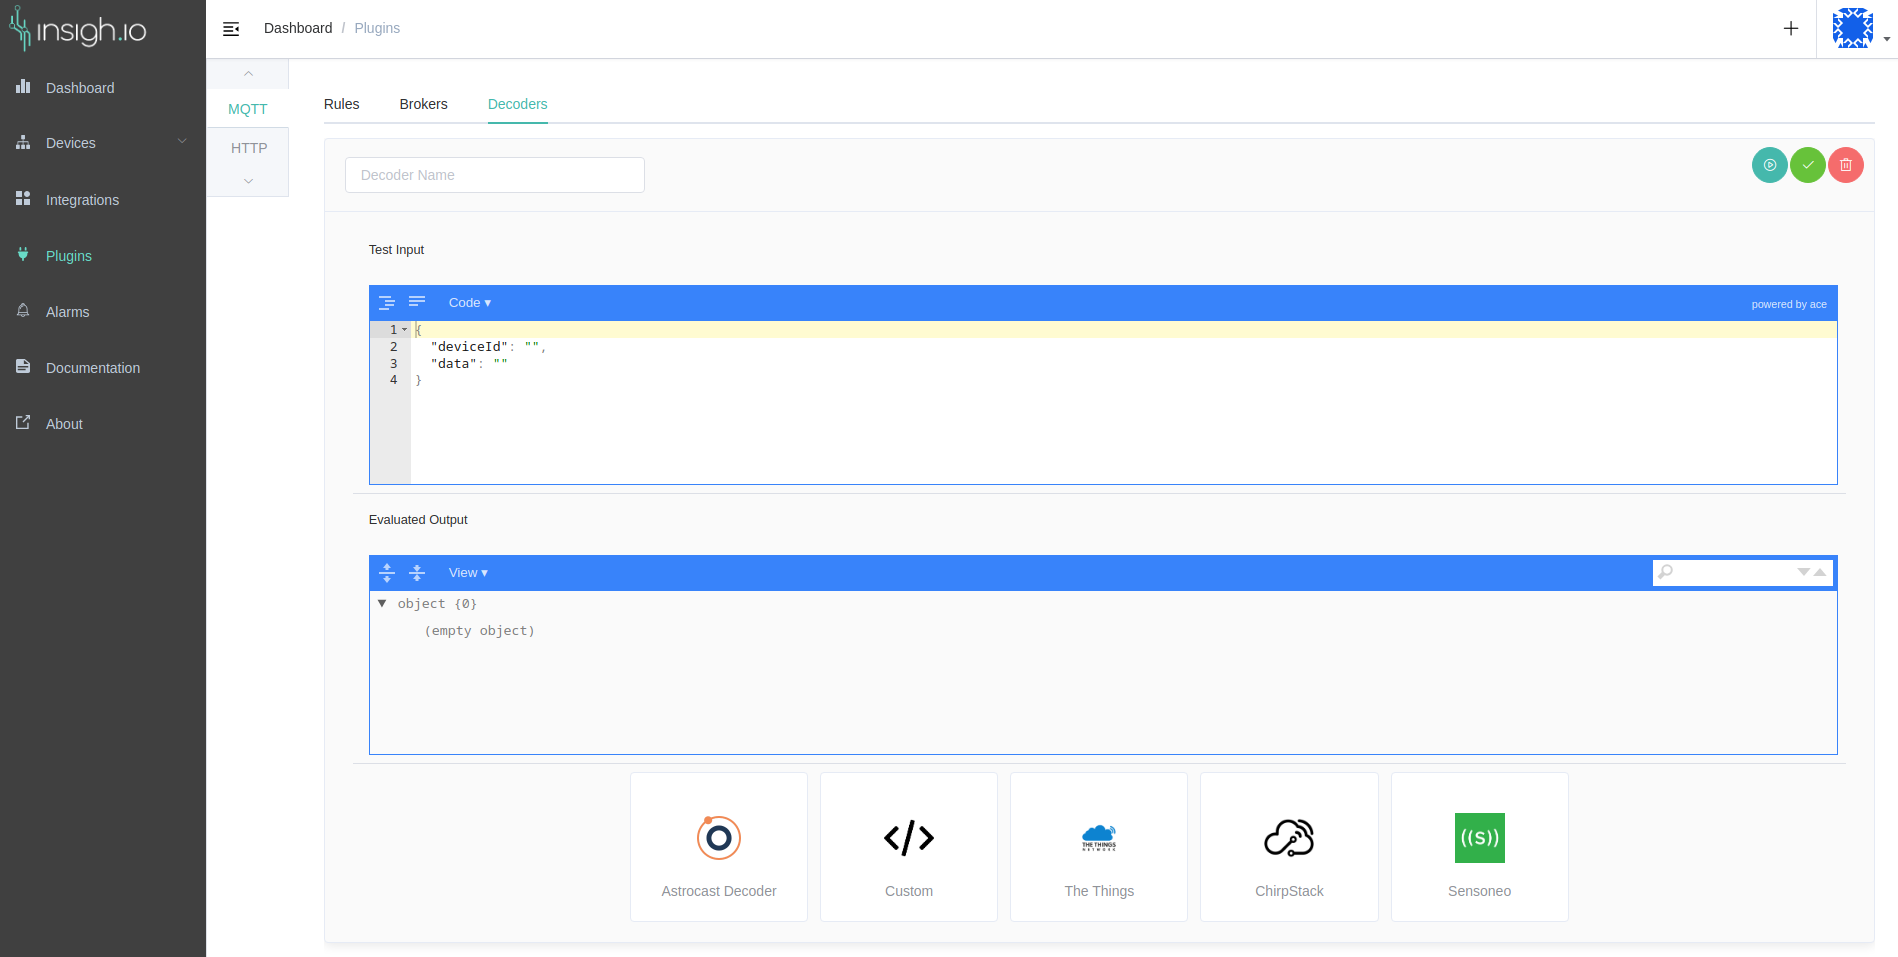 insigh.io
Dashboard / Plugins
Dashboard
Devices
Integrations
Plugins
Alarms
Documentation
About
MQTT
HTTP
Rules Brokers Decoders
Decoder Name
Test Input
Code ▾ powered by ace
1 {
2 "deviceId": "",
3 "data": ""
4 }
Evaluated Output
View ▾
▼ object {0}
(empty object)
THE THINGS
NETWORK
((S))
Astrocast Decoder Custom The Things ChirpStack Sensoneo